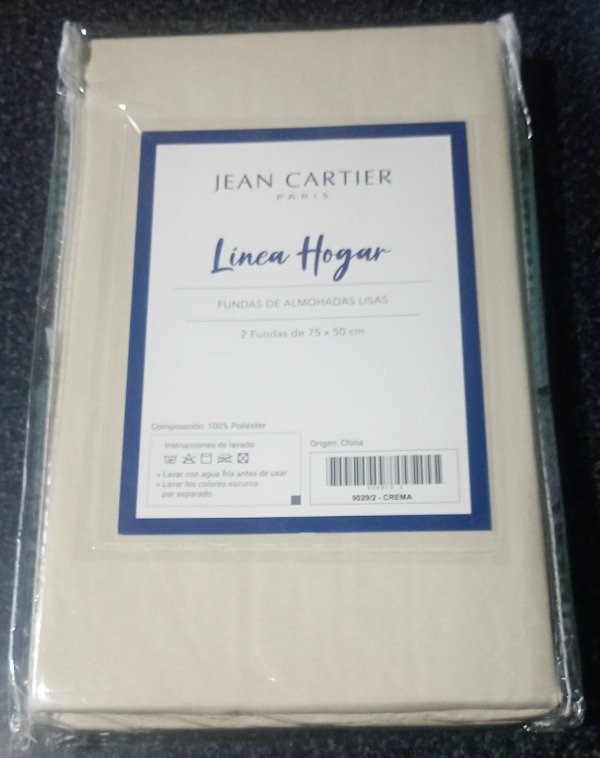 JEAN CARTIER
PARIS
Línea Hogar
FUNDAS DE ALMOHADAS LISAS
2 Fundas de 75 x 50 cm
Composición: 100% Poliéster
Instrucciones de lavado:
• Lavar con agua fría antes de usar
• Lavar los colores oscuros
por separado
Origen: China
9029/2 - CREMA